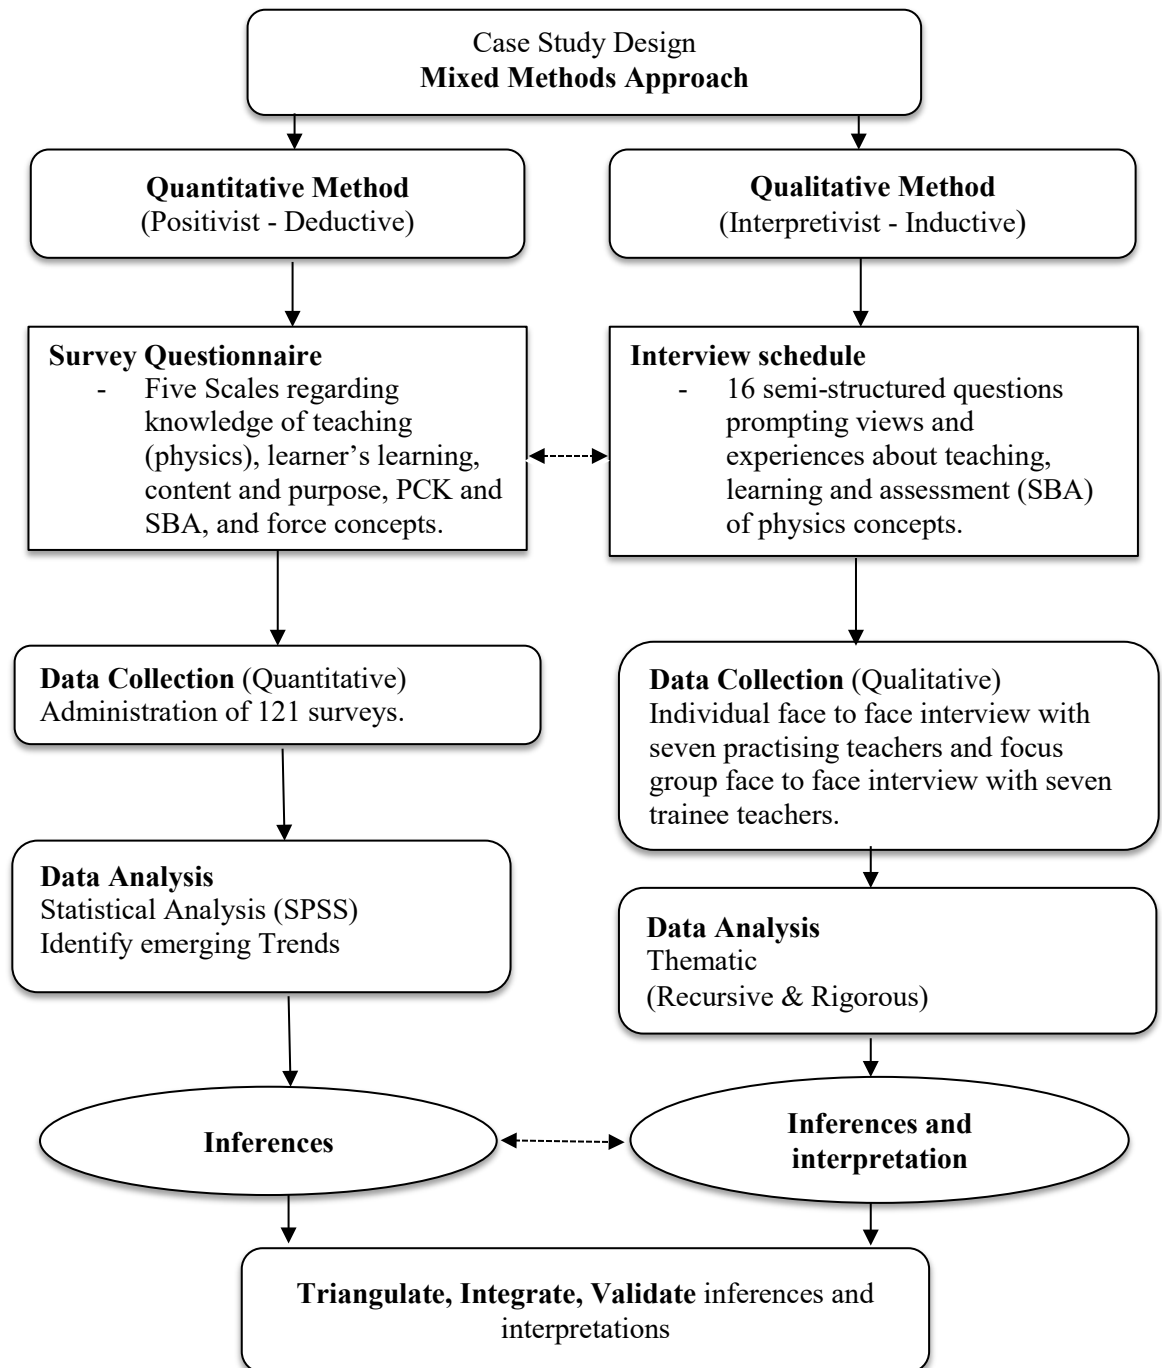 Case Study Design
Mixed Methods Approach
Quantitative Method
(Positivist - Deductive)
Qualitative Method
(Interpretivist - Inductive)
Survey Questionnaire
- Five Scales regarding
knowledge of teaching
(physics), learner’s learning,
content and purpose, PCK and
SBA, and force concepts.
Interview schedule
- 16 semi-structured questions
prompting views and
experiences about teaching,
learning and assessment (SBA)
of physics concepts.
Data Collection (Quantitative)
Administration of 121 surveys.
Data Collection (Qualitative)
Individual face to face interview with
seven practising teachers and focus
group face to face interview with seven
trainee teachers.
Data Analysis
Statistical Analysis (SPSS)
Identify emerging Trends
Data Analysis
Thematic
(Recursive & Rigorous)
Inferences
Inferences and
interpretation
Triangulate, Integrate, Validate inferences and
interpretations